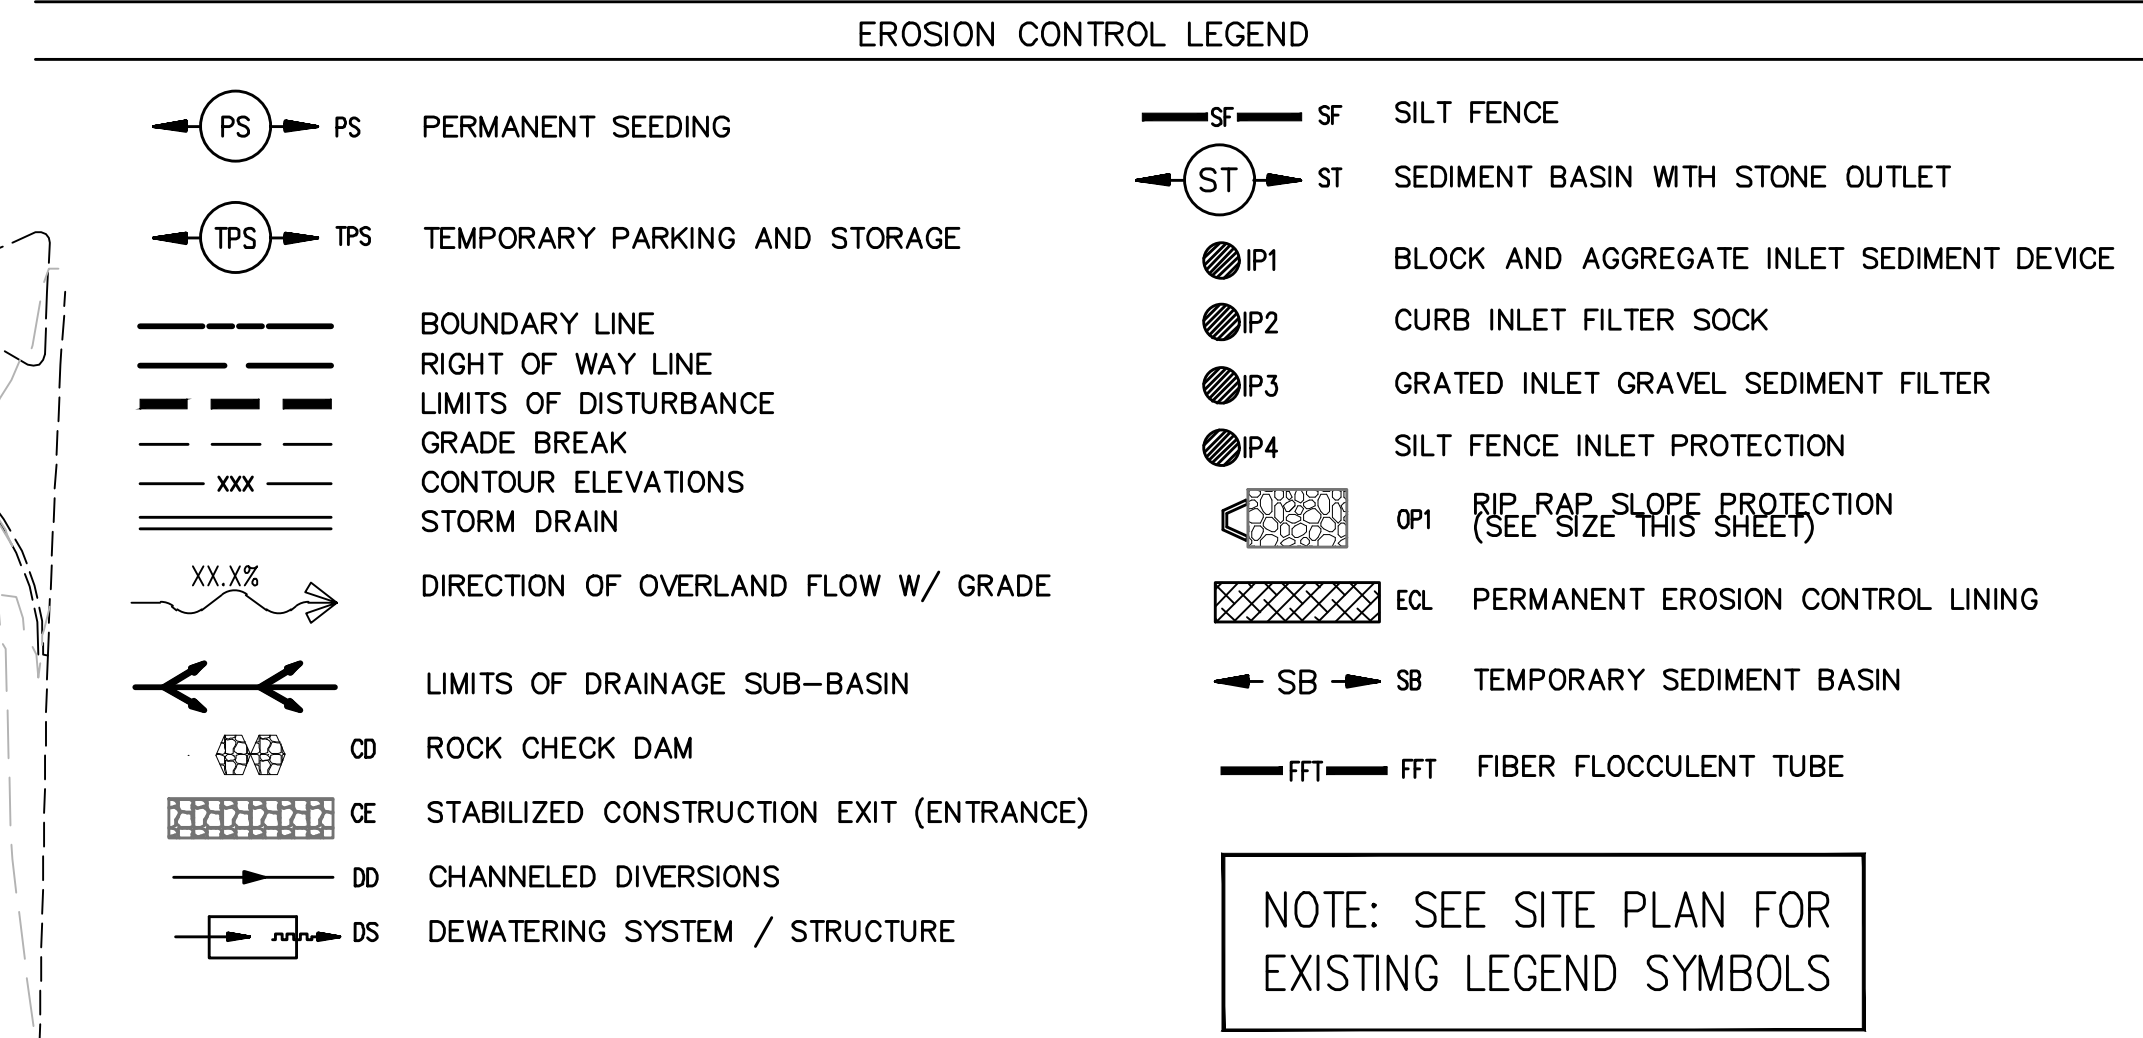 EROSION CONTROL LEGEND
PS PS PERMANENT SEEDING
TPS TPS TEMPORARY PARKING AND STORAGE
BOUNDARY LINE
RIGHT OF WAY LINE
LIMITS OF DISTURBANCE
GRADE BREAK
XXX CONTOUR ELEVATIONS
STORM DRAIN
XX.X% DIRECTION OF OVERLAND FLOW W/ GRADE
LIMITS OF DRAINAGE SUB-BASIN
CD ROCK CHECK DAM
CE STABILIZED CONSTRUCTION EXIT (ENTRANCE)
DD CHANNELED DIVERSIONS
DS DEWATERING SYSTEM / STRUCTURE
SF SF SILT FENCE
ST ST SEDIMENT BASIN WITH STONE OUTLET
IP1 BLOCK AND AGGREGATE INLET SEDIMENT DEVICE
IP2 CURB INLET FILTER SOCK
IP3 GRATED INLET GRAVEL SEDIMENT FILTER
IP4 SILT FENCE INLET PROTECTION
OP1 RIP RAP SLOPE PROTECTION
(SEE SIZE THIS SHEET)
ECL PERMANENT EROSION CONTROL LINING
SB SB TEMPORARY SEDIMENT BASIN
FFT FFT FIBER FLOCCULENT TUBE
NOTE: SEE SITE PLAN FOR
EXISTING LEGEND SYMBOLS